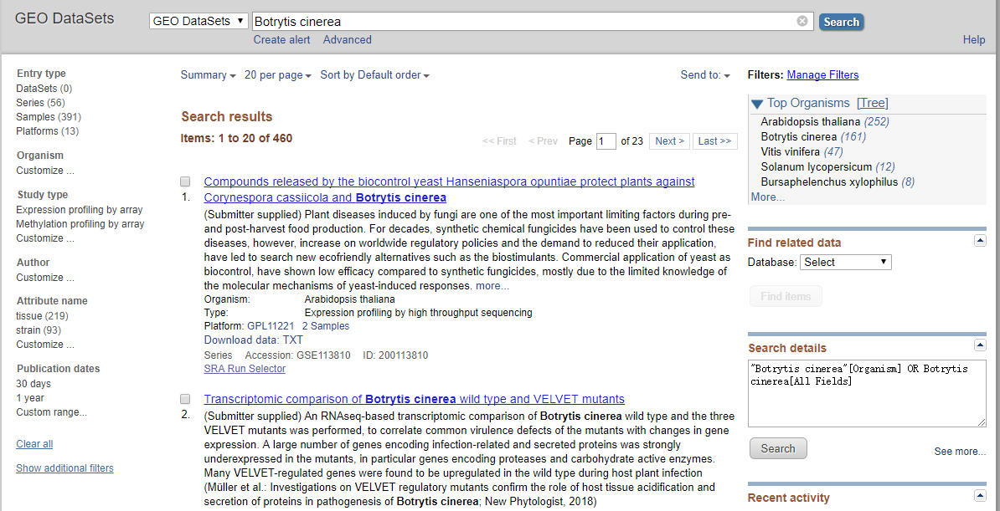 GEO DataSets
GEO DataSets
Botrytis cinerea
Search
Create alert Advanced
Help
Entry type
DataSets (0)
Series (56)
Samples (391)
Platforms (13)
Organism
Customize ...
Study type
Expression profiling by array
Methylation profiling by array
Customize ...
Author
Customize ...
Attribute name
tissue (219)
strain (93)
Customize ...
Publication dates
30 days
1 year
Custom range...
Clear all
Show additional filters
Summary 20 per page Sort by Default order Send to:
Search results
Items: 1 to 20 of 460
<< First < Prev Page 1 of 23 Next > Last >>
Compounds released by the biocontrol yeast Hanseniaspora opuntiae protect plants against
1. Corynespora cassiicola and Botrytis cinerea
(Submitter supplied) Plant diseases induced by fungi are one of the most important limiting factors during pre-
and post-harvest food production. For decades, synthetic chemical fungicides have been used to control these
diseases, however, increase on worldwide regulatory policies and the demand to reduced their application,
have led to search new ecofriendly alternatives such as the biostimulants. Commercial application of yeast as
biocontrol, have shown low efficacy compared to synthetic fungicides, mostly due to the limited knowledge of
the molecular mechanisms of yeast-induced responses. more...
Organism: Arabidopsis thaliana
Type: Expression profiling by high throughput sequencing
Platform: GPL11221 2 Samples
Download data: TXT
Series Accession: GSE113810 ID: 200113810
SRA Run Selector
Transcriptomic comparison of Botrytis cinerea wild type and VELVET mutants
2. (Submitter supplied) An RNAseq-based transcriptomic comparison of Botrytis cinerea wild type and the three
VELVET mutants was performed, to correlate common virulence defects of the mutants with changes in gene
expression. A large number of genes encoding infection-related and secreted proteins was strongly
underexpressed in the mutants, in particular genes encoding proteases and carbohydrate active enzymes.
Many VELVET-regulated genes were found to be upregulated in the wild type during host plant infection
(Müller et al.: Investigations on VELVET regulatory mutants confirm the role of host tissue acidification and
secretion of proteins in pathogenesis of Botrytis cinerea; New Phytologist, 2018)
Filters: Manage Filters
Top Organisms [Tree]
Arabidopsis thaliana (252)
Botrytis cinerea (161)
Vitis vinifera (47)
Solanum lycopersicum (12)
Bursaphelenchus xylophilus (8)
More...
Find related data
Database: Select
Find items
Search details
"Botrytis cinerea"[Organism] OR Botrytis
cinerea[All Fields]
Search
See more...
Recent activity